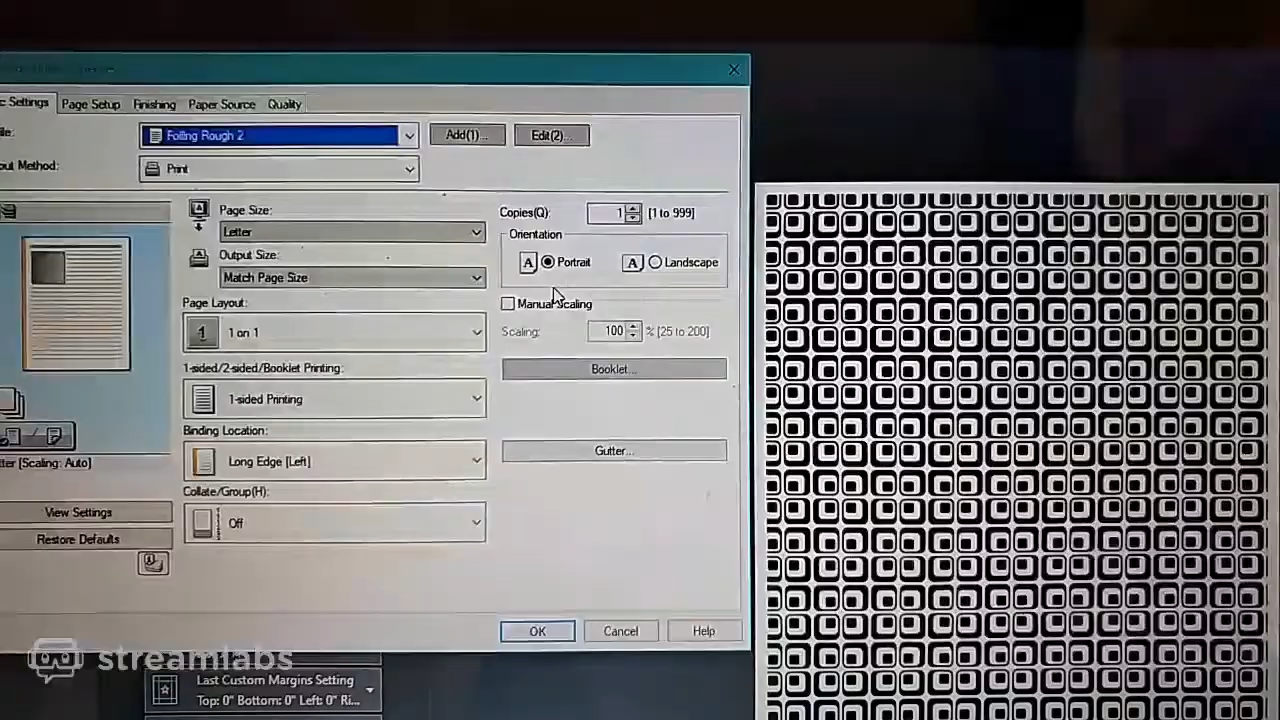 c Settings Page Setup Finishing Paper Source Quality
ile: Foiling Rough 2 Add(1)... Edit(2)...
out Method: Print
Page Size:
Letter
Output Size:
Match Page Size
Page Layout:
1 on 1
1-sided/2-sided/Booklet Printing:
1-sided Printing
Binding Location:
Long Edge [Left]
Collate/Group(H):
Off
Copies(Q): 1 [1 to 999]
Orientation
A Portrait A Landscape
Manual Scaling
Scaling: 100 % [25 to 200]
Booklet...
Gutter...
tter [Scaling: Auto]
View Settings
Restore Defaults
OK Cancel Help
streamlabs
Last Custom Margins Setting
Top: 0" Bottom: 0" Left: 0" Ri...